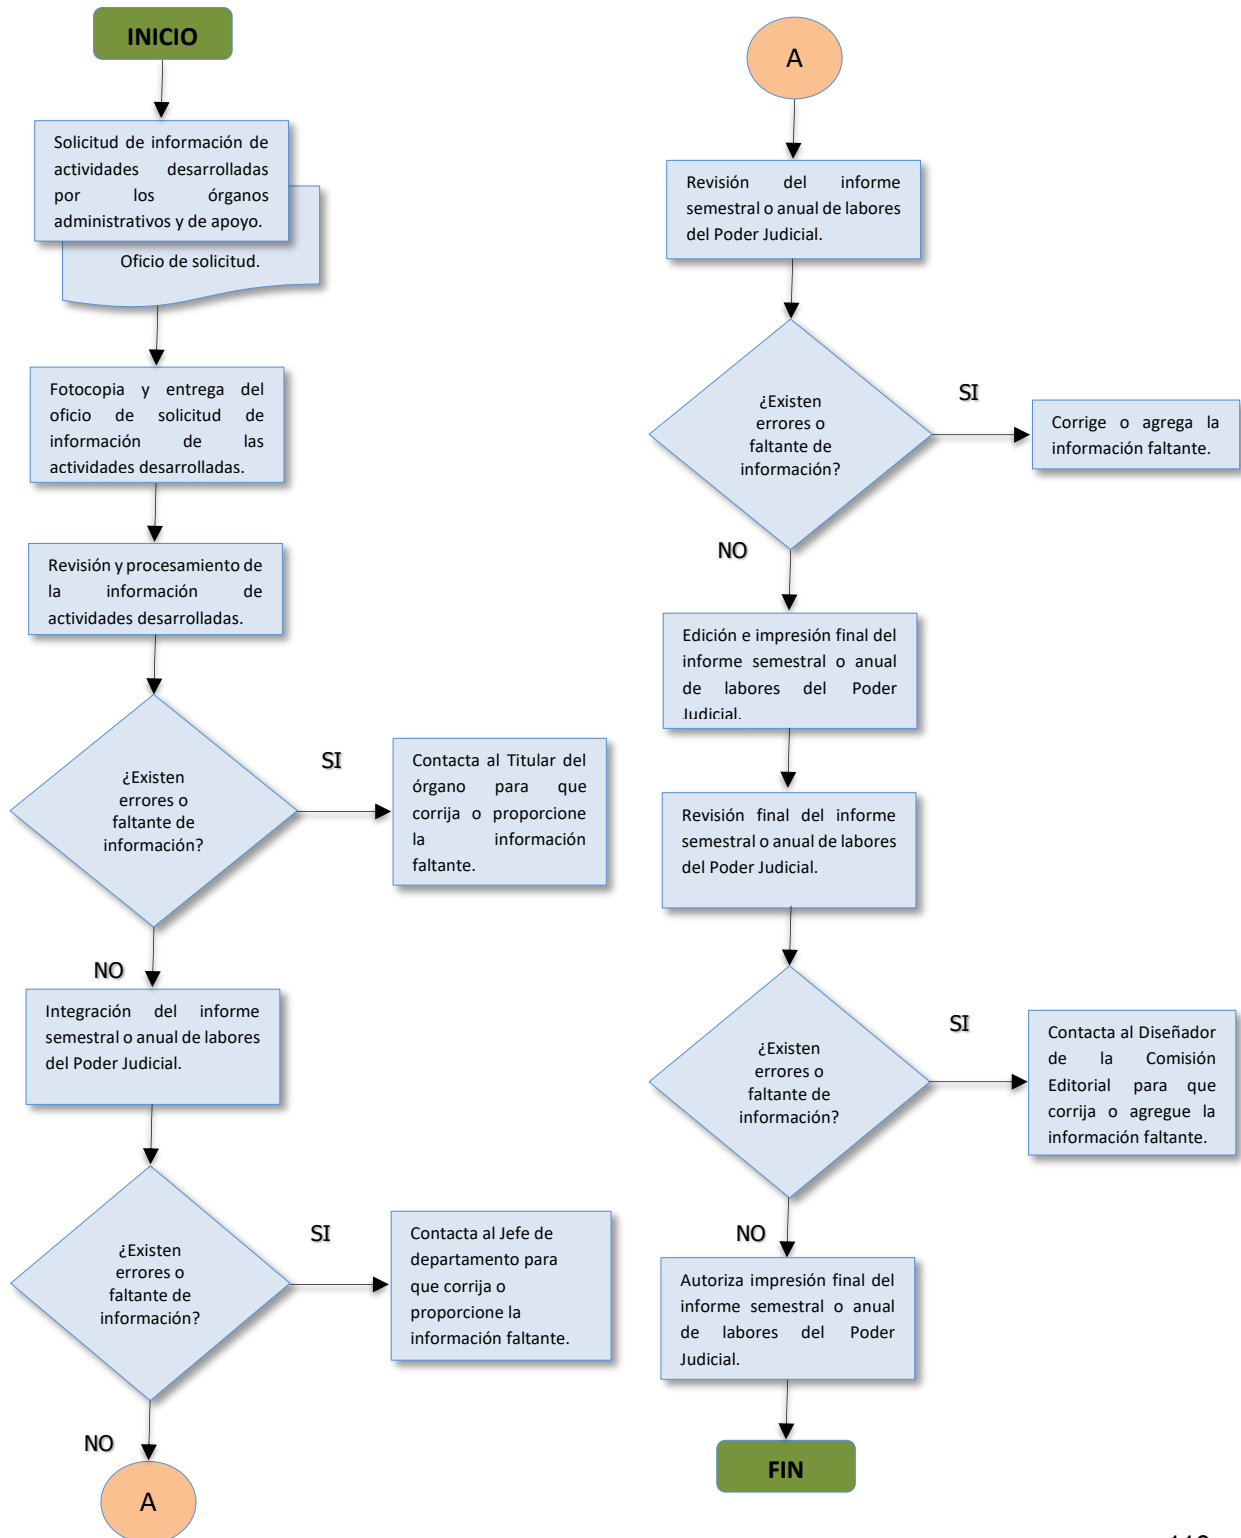 INICIO
Solicitud de información de
actividades desarrolladas
por los órganos
administrativos y de apoyo.
Oficio de solicitud.
Fotocopia y entrega del
oficio de solicitud de
información de las
actividades desarrolladas.
Revisión y procesamiento de
la información de
actividades desarrolladas.
¿Existen
errores o
faltante de
información?
SI
Contacta al Titular del
órgano para que
corrija o proporcione
la información
faltante.
NO
Integración del informe
semestral o anual de labores
del Poder Judicial.
¿Existen
errores o
faltante de
información?
SI
Contacta al Jefe de
departamento para
que corrija o
proporcione la
información faltante.
NO
A
A
Revisión del informe
semestral o anual de labores
del Poder Judicial.
¿Existen
errores o
faltante de
información?
SI
Corrige o agrega la
información faltante.
NO
Edición e impresión final del
informe semestral o anual
de labores del Poder
Judicial.
Revisión final del informe
semestral o anual de labores
del Poder Judicial.
¿Existen
errores o
faltante de
información?
SI
Contacta al Diseñador
de la Comisión
Editorial para que
corrija o agregue la
información faltante.
NO
Autoriza impresión final del
informe semestral o anual
de labores del Poder
Judicial.
FIN